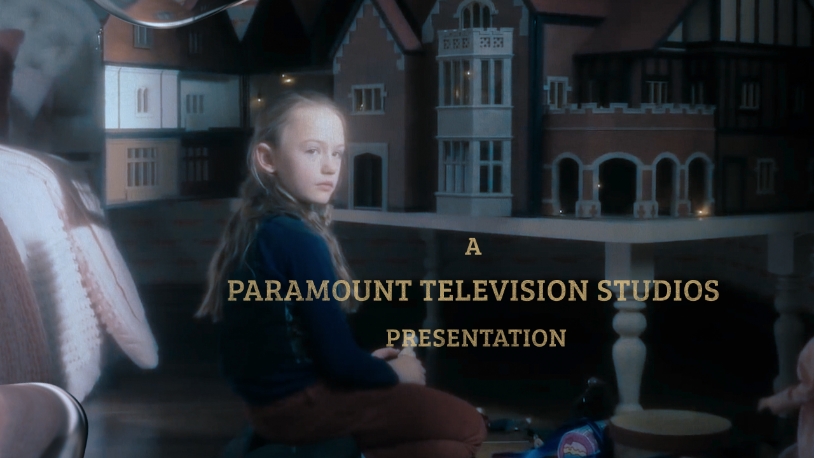 A
PARAMOUNT TELEVISION STUDIOS
PRESENTATION